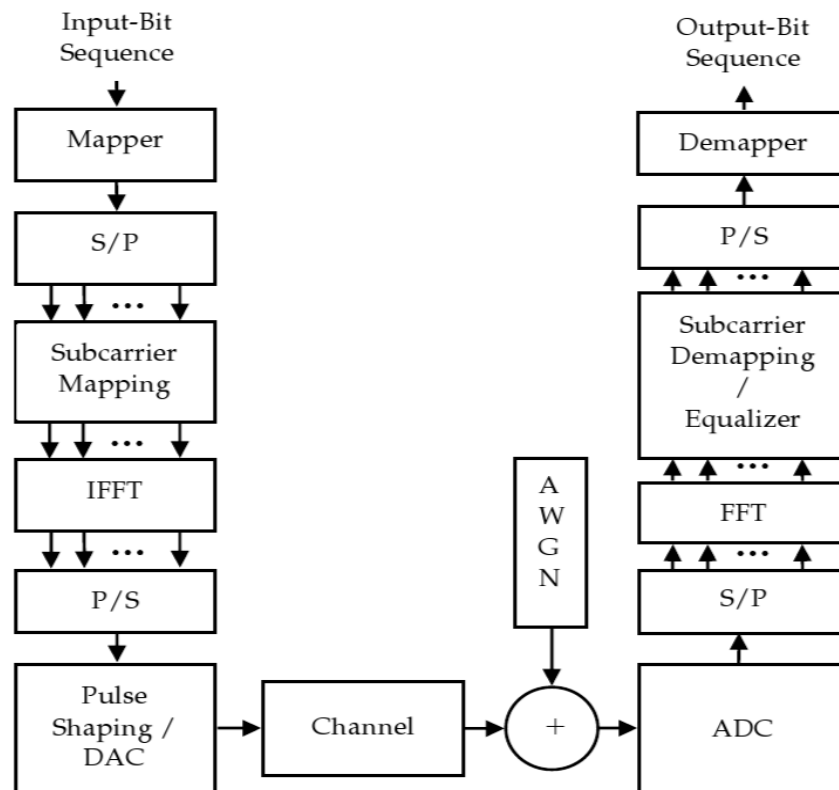 Input-Bit
Sequence
Mapper
S/P
...
Subcarrier
Mapping
...
IFFT
...
P/S
Pulse
Shaping /
DAC
Channel
A
W
G
N
+
Output-Bit
Sequence
Demapper
P/S
...
Subcarrier
Demapping
/
Equalizer
...
FFT
...
S/P
ADC